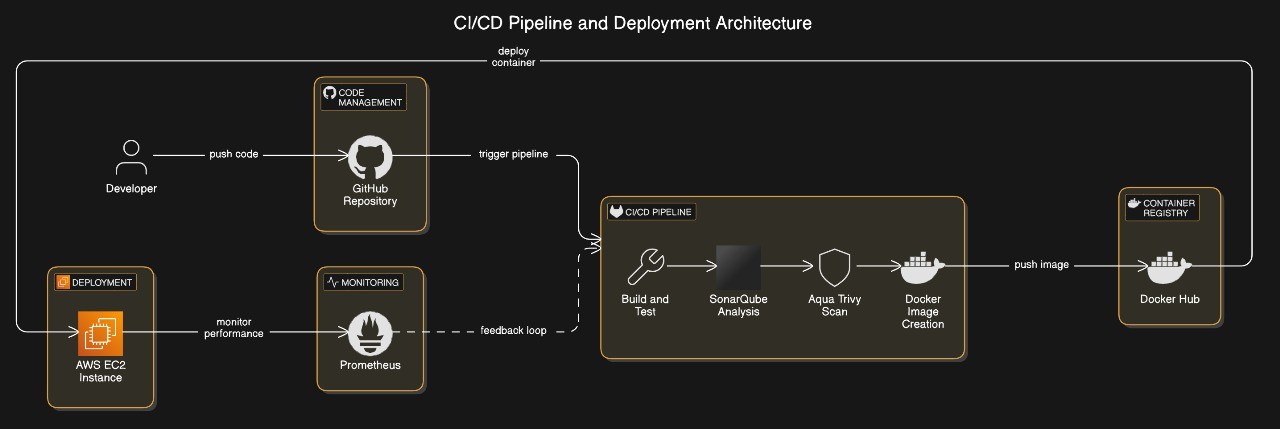 CI/CD Pipeline and Deployment Architecture
deploy
container
CODE
MANAGEMENT
push code
trigger pipeline
Developer
GitHub
Repository
CI/CD PIPELINE
CONTAINER
REGISTRY
push image
Build and
Test
SonarQube
Analysis
Aqua Trivy
Scan
Docker
Image
Creation
Docker Hub
DEPLOYMENT
MONITORING
monitor
performance
feedback loop
AWS EC2
Instance
Prometheus